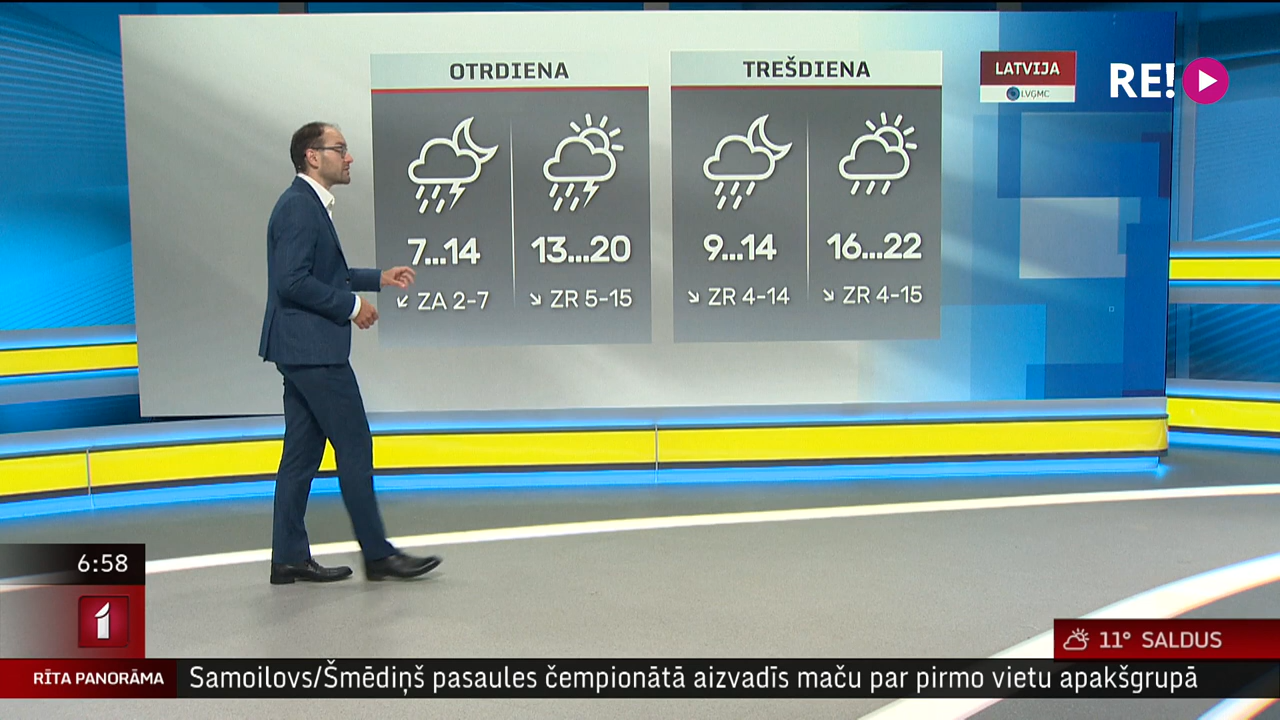 OTRDIENA
TREŠDIENA
LATVIJA
LVĢMC
RE!
7...14
13...20
9...14
16...22
ZA 2-7
ZR 5-15
ZR 4-14
ZR 4-15
6:58
1
11° SALDUS
RĪTA PANORĀMA
Samoilovs/Šmēdiņš pasaules čempionātā aizvadīs maču par pirmo vietu apakšgrupā